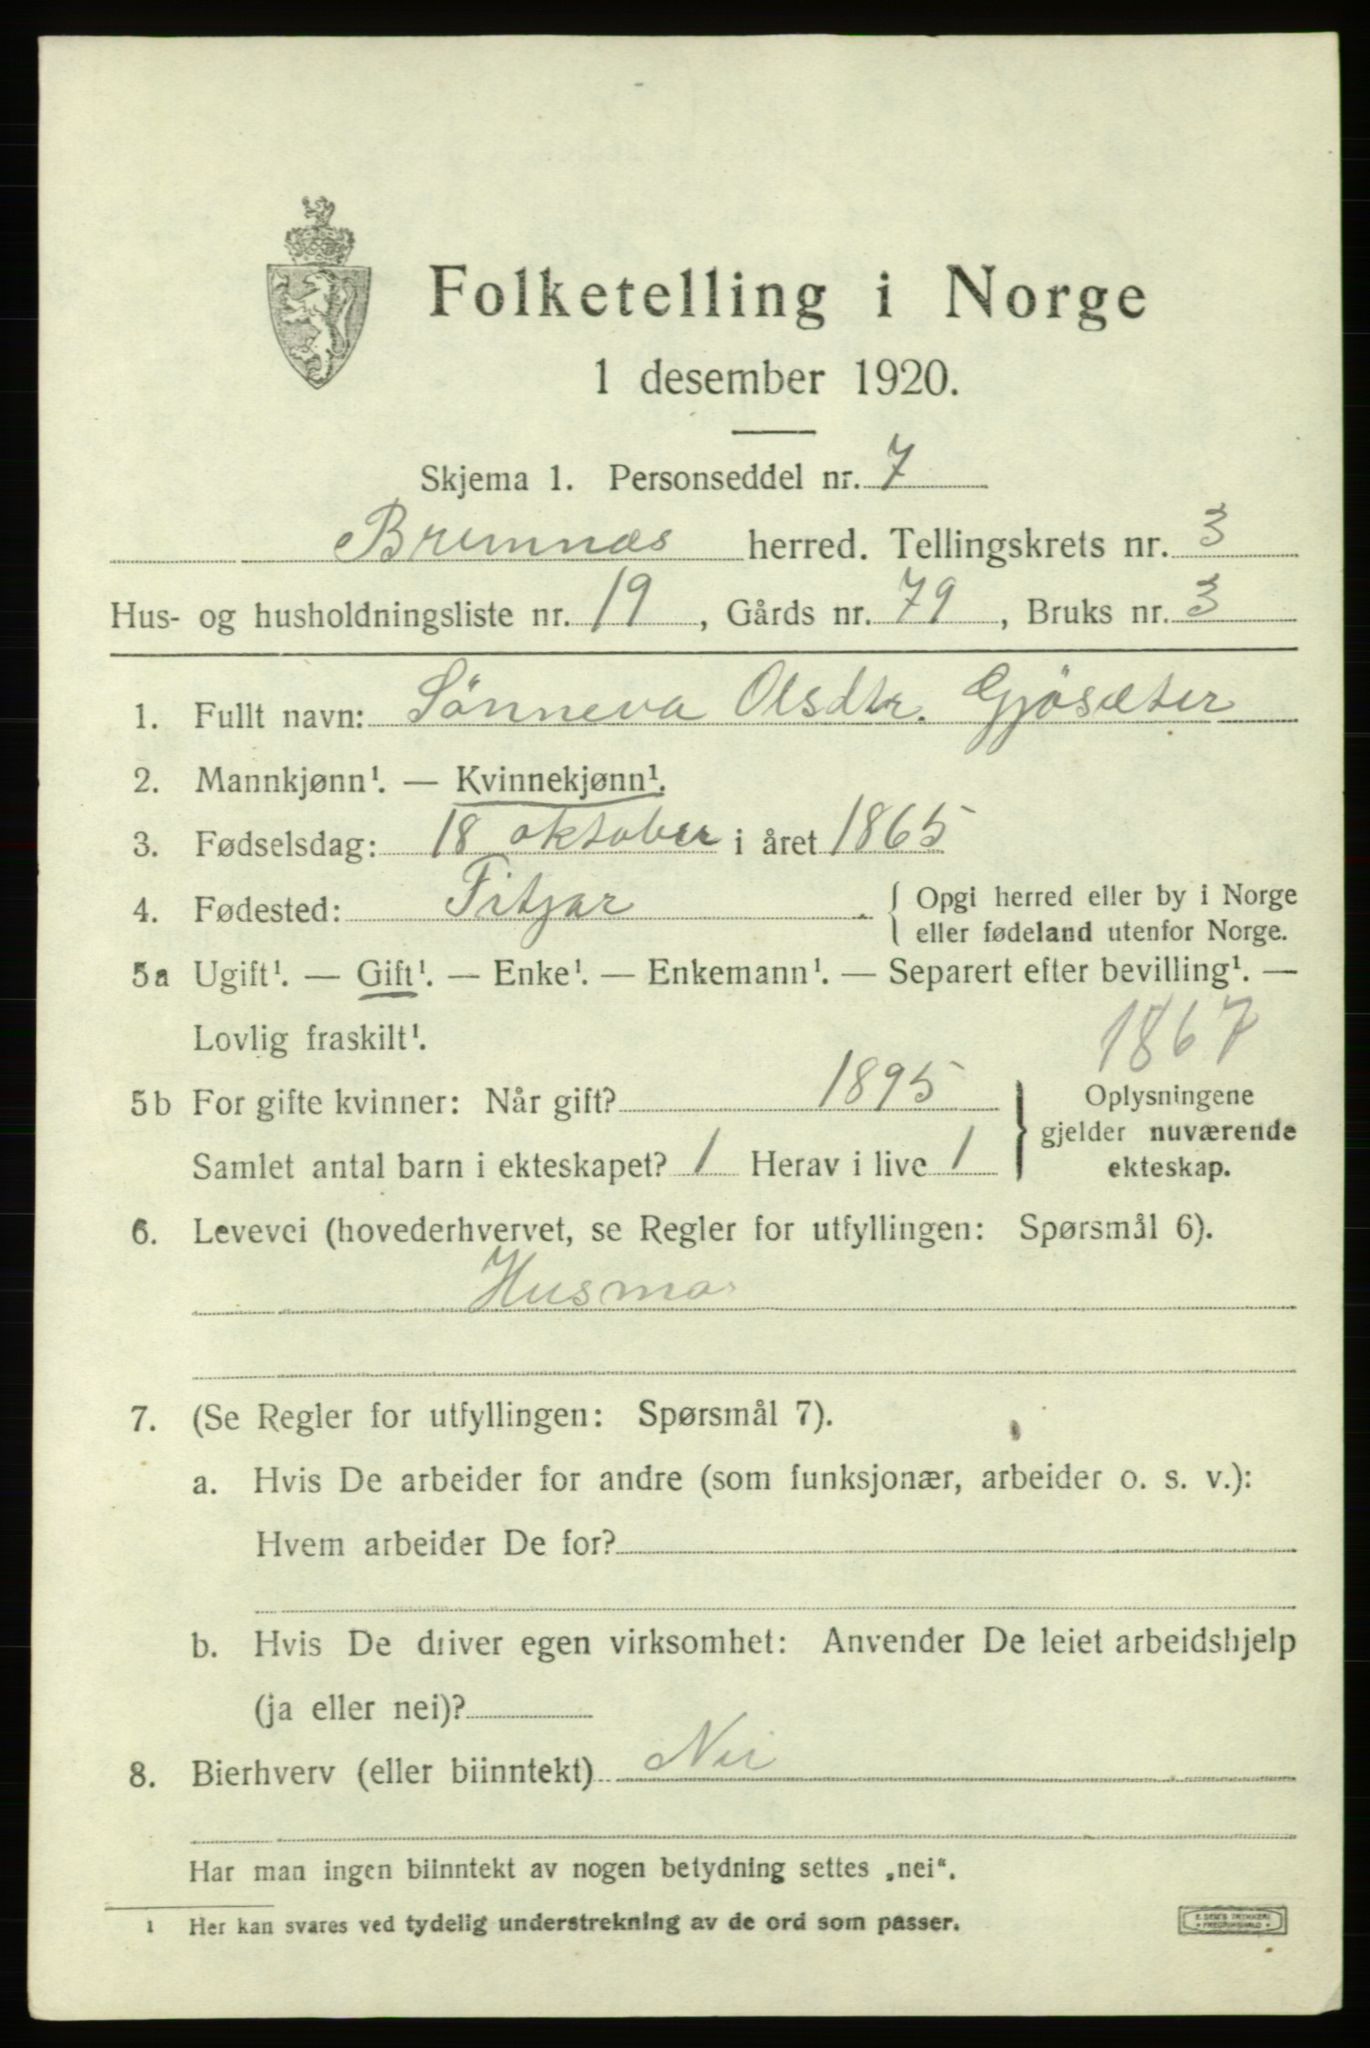 Folketelling i Norge
1 desember 1920.
Skjema 1. Personseddel nr. 7
Bremnæs herred. Tellingskrets nr. 3
Hus- og husholdningsliste nr. 19, Gårds nr. 79, Bruks nr. 3
1. Fullt navn: Sönneva Olsdtr. Gjösæter
2. Mannkjønn¹. — Kvinnekjønn¹.
3. Fødselsdag: 18 oktober i året 1865
4. Fødested: Fitjar { Opgi herred eller by i Norge
eller fødeland utenfor Norge.
5a Ugift¹. — Gift¹. — Enke¹. — Enkemann¹. — Separert efter bevilling¹. —
Lovlig fraskilt¹.
1867
5b For gifte kvinner: Når gift? 1895
Samlet antal barn i ekteskapet? 1 Herav i live 1
} Oplysningene
gjelder nuværende
ekteskap.
6. Levevei (hovederhvervet, se Regler for utfyllingen: Spørsmål 6).
Husmor
7. (Se Regler for utfyllingen: Spørsmål 7).
a. Hvis De arbeider for andre (som funksjonær, arbeider o. s. v.):
Hvem arbeider De for?
b. Hvis De driver egen virksomhet: Anvender De leiet arbeidshjelp
(ja eller nei)?
8. Bierhverv (eller biinntekt) Nei
Har man ingen biinntekt av nogen betydning settes „nei“.
¹ Her kan svares ved tydelig understrekning av de ord som passer.